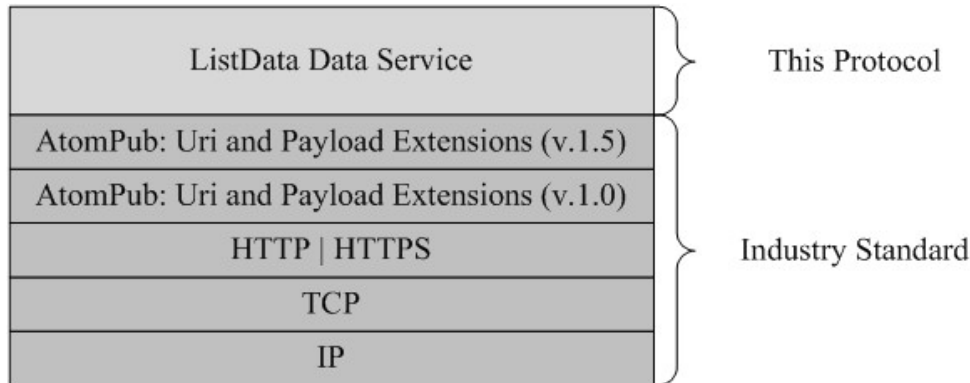 ListData Data Service
This Protocol
AtomPub: Uri and Payload Extensions (v.1.5)
AtomPub: Uri and Payload Extensions (v.1.0)
HTTP | HTTPS
Industry Standard
TCP
IP